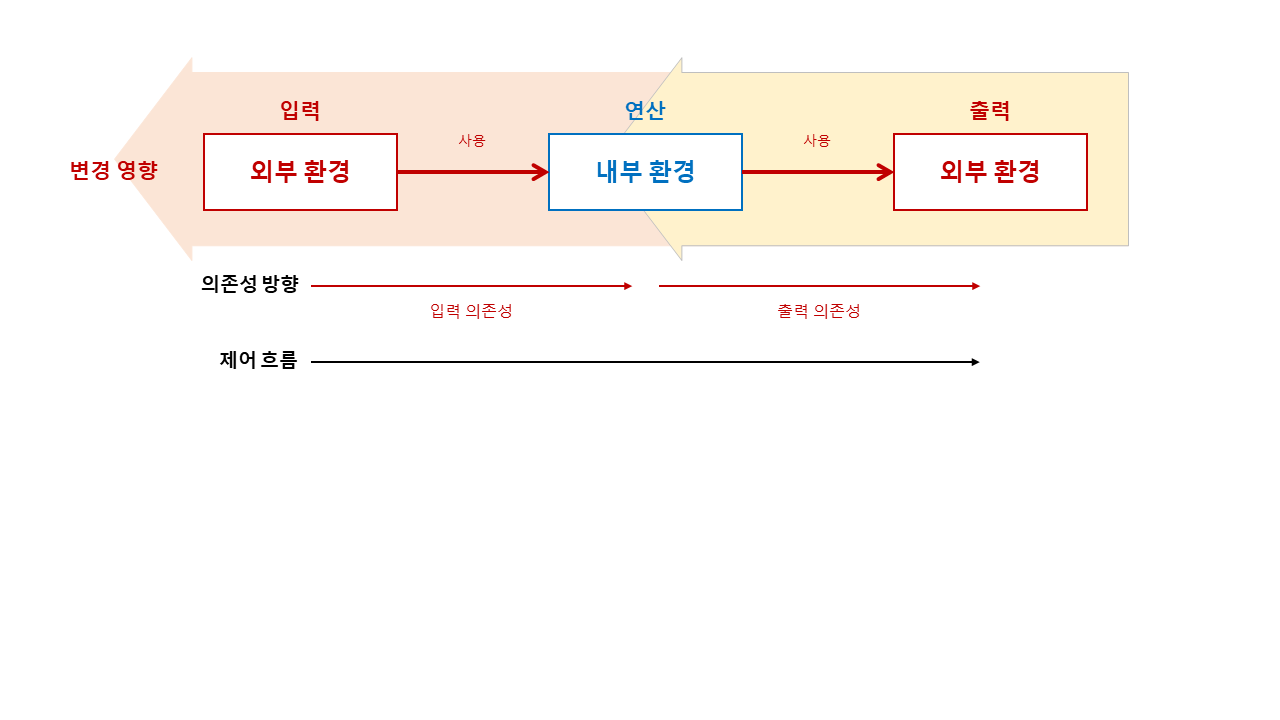 입력
연산
출력
사용
사용
변경 영향
외부 환경
내부 환경
외부 환경
의존성 방향
입력 의존성
출력 의존성
제어 흐름